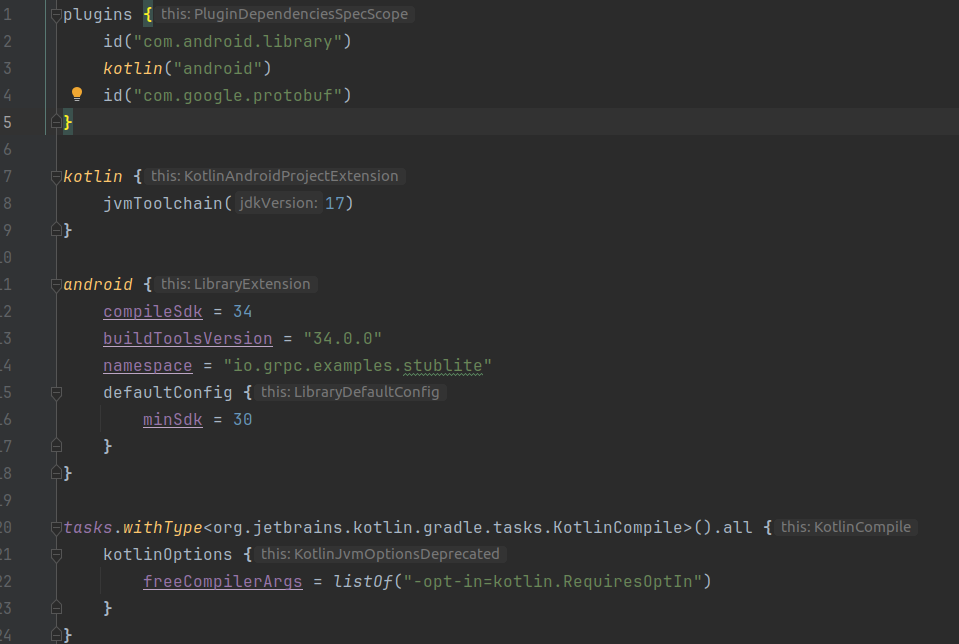 1 plugins { this: PluginDependenciesSpecScope
2 id("com.android.library")
3 kotlin("android")
4 id("com.google.protobuf")
5 }
6
7 kotlin { this: KotlinAndroidProjectExtension
8 jvmToolchain( jdkVersion: 17)
9 }
10
11 android { this: LibraryExtension
12 compileSdk = 34
13 buildToolsVersion = "34.0.0"
14 namespace = "io.grpc.examples.stublite"
15 defaultConfig { this: LibraryDefaultConfig
16 minSdk = 30
17 }
18 }
19
20 tasks.withType<org.jetbrains.kotlin.gradle.tasks.KotlinCompile>().all { this: KotlinCompile
21 kotlinOptions { this: KotlinJvmOptionsDeprecated
22 freeCompilerArgs = listOf("-opt-in=kotlin.RequiresOptIn")
23 }
24 }